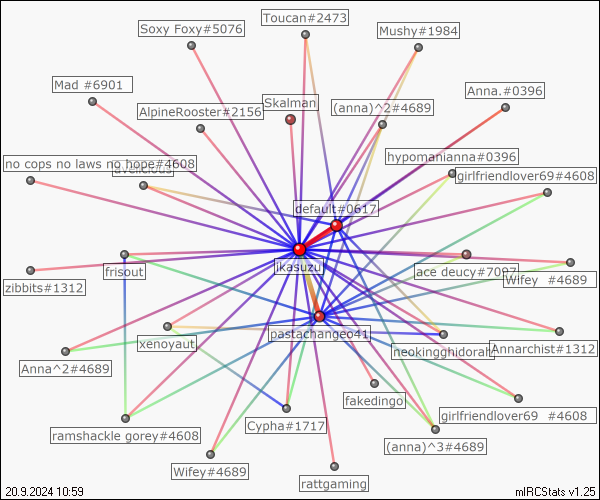 Toucan#2473
Soxy Foxy#5076
Mushy#1984
Mad #6901
Anna.#0396
Skalman
AlpineRooster#2156
(anna)^2#4689
hypomanianna#0396
no cops no laws no hope#4608
girlfriendlover69#4608
default#0617
jkasuzu
frisout
ace deucy#7097
Wifey #4689
zibbits#1312
pastachangeo41
xenoyaut
neokingghidorah
Annarchist#1312
Anna^2#4689
fakedingo
girlfriendlover69 #4608
Cypha#1717
ramshackle gorey#4608
(anna)^3#4689
Wifey#4689
rattgaming
20.9.2024 10:59
mIRCStats v1.25